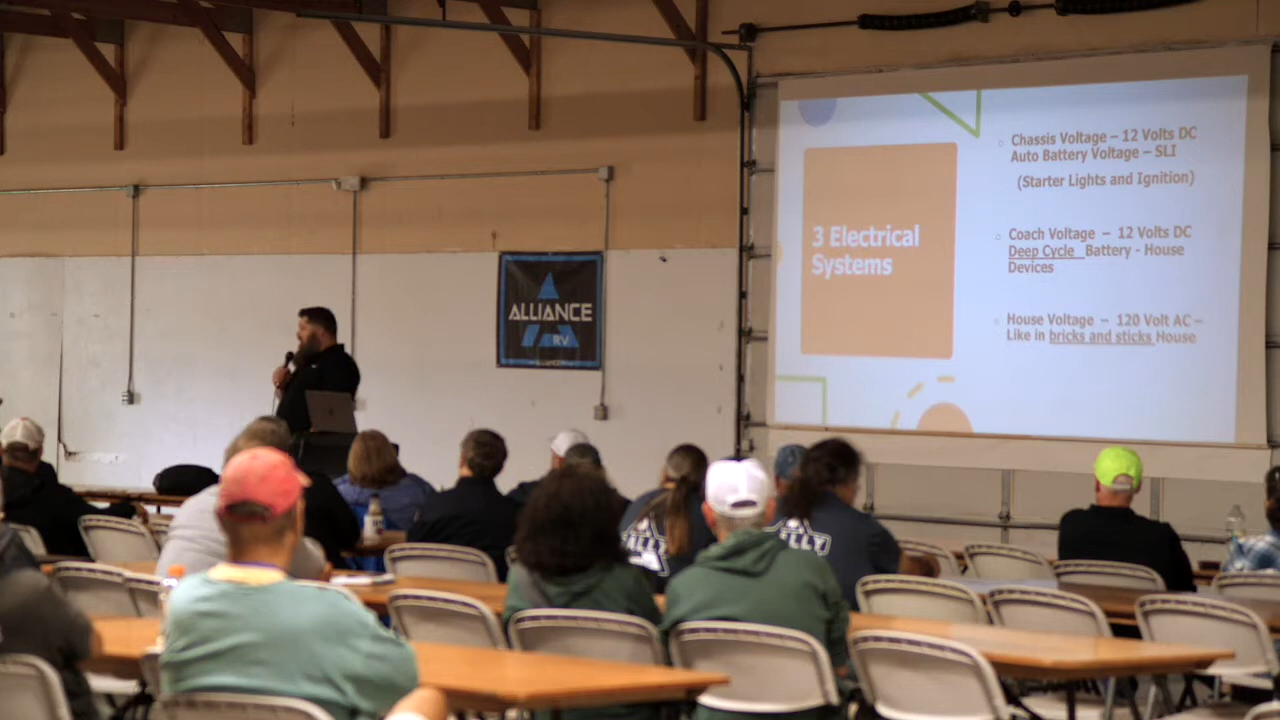 3 Electrical
Systems
Chassis Voltage – 12 Volts DC
Auto Battery Voltage – SLI
(Starter Lights and Ignition)
Coach Voltage – 12 Volts DC
Deep Cycle Battery - House
Devices
House Voltage – 120 Volt AC –
Like in bricks and sticks House
ALLIANCE
RV